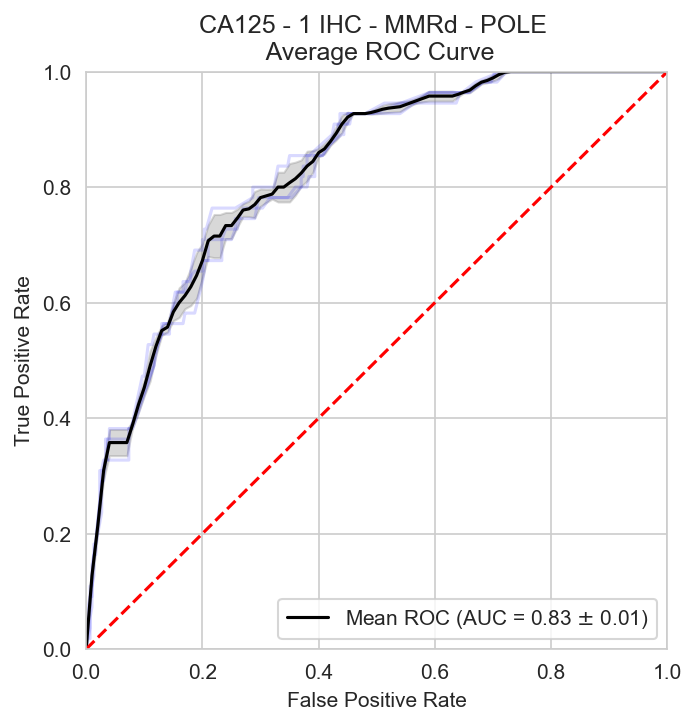 CA125 - 1 IHC - MMRd - POLE
Average ROC Curve
1.0
0.8
0.6
0.4
0.2
0.0
True Positive Rate
Mean ROC (AUC = 0.83 ± 0.01)
0.0 0.2 0.4 0.6 0.8 1.0
False Positive Rate